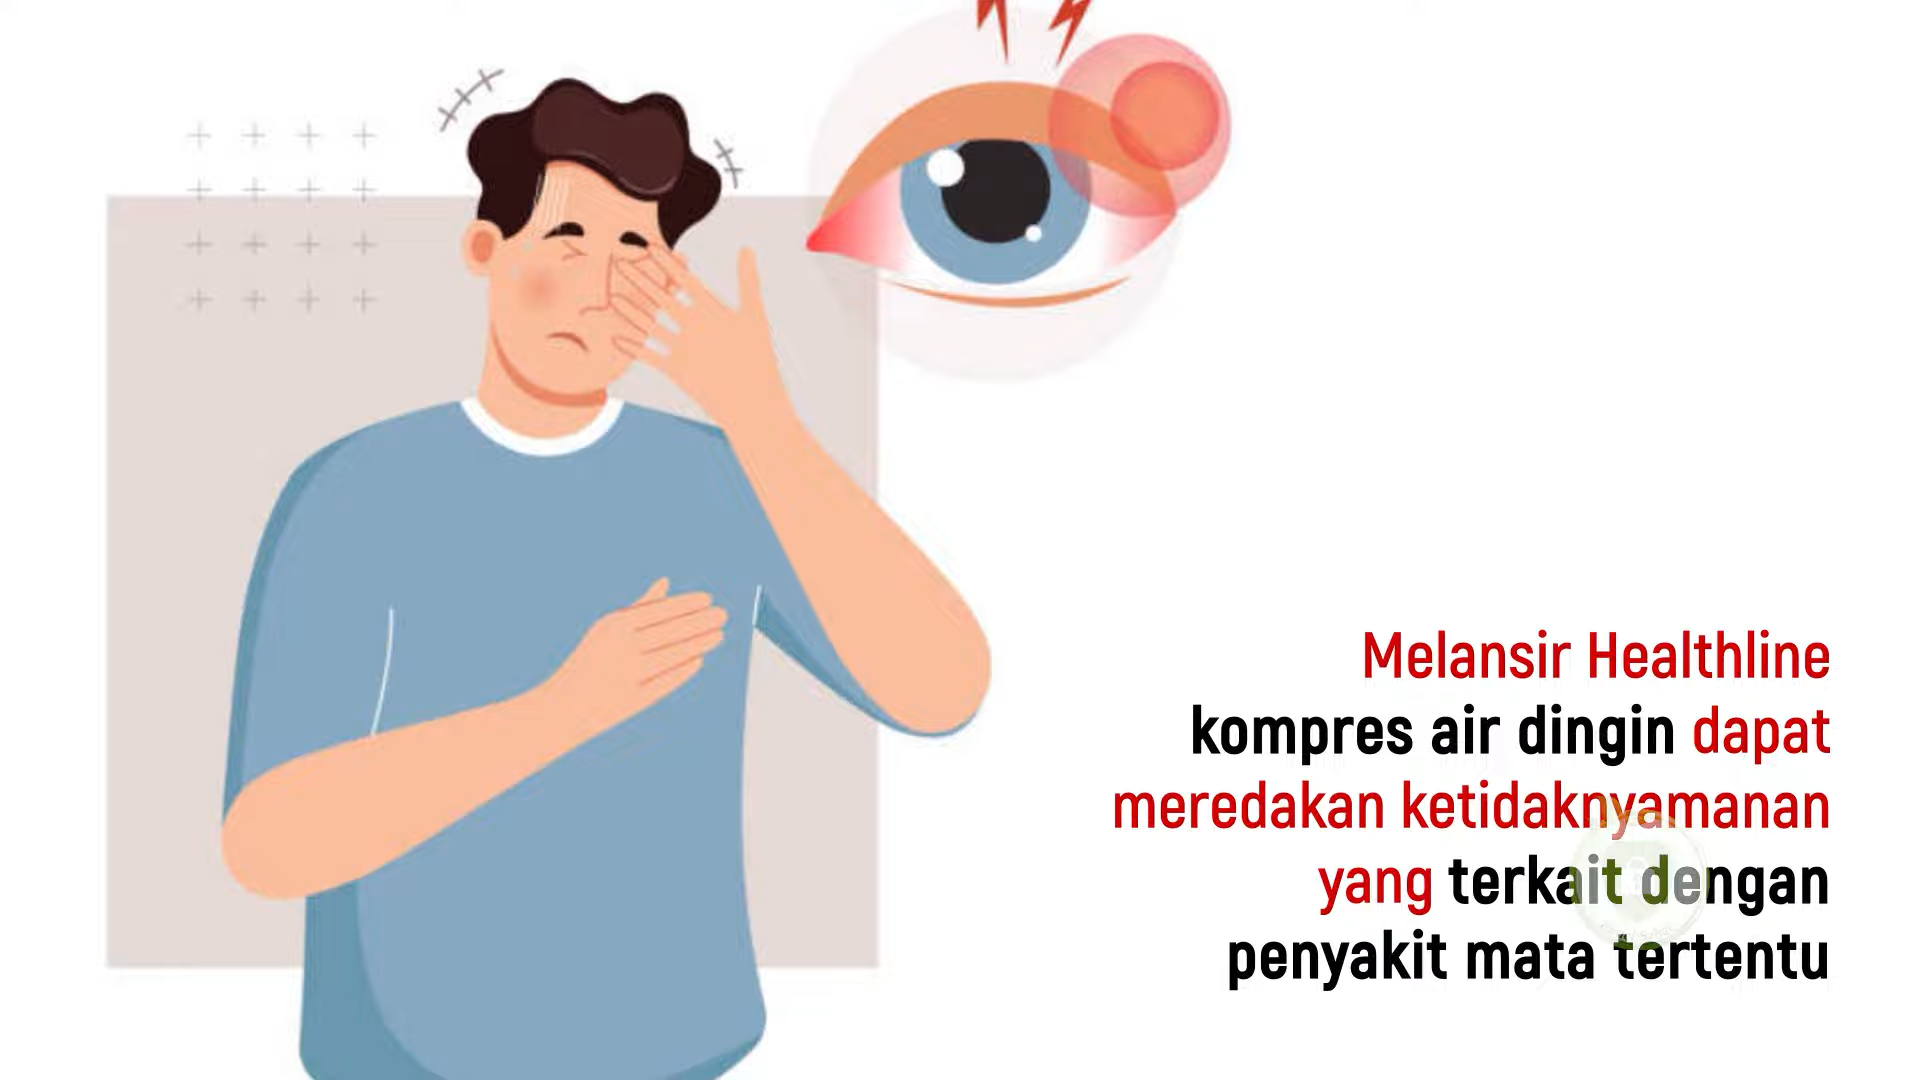 Melansir Healthline
kompres air dingin dapat
meredakan ketidaknyamanan
yang terkait dengan
penyakit mata tertentu